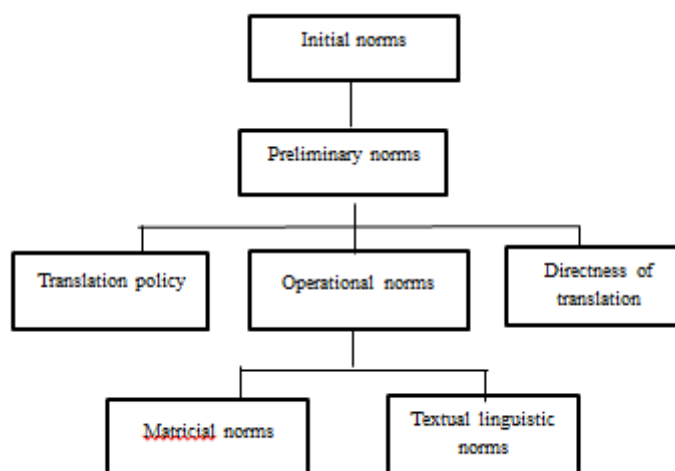 Initial norms
Preliminary norms
Translation policy
Operational norms
Directness of
translation
Matricial norms
Textual linguistic
norms